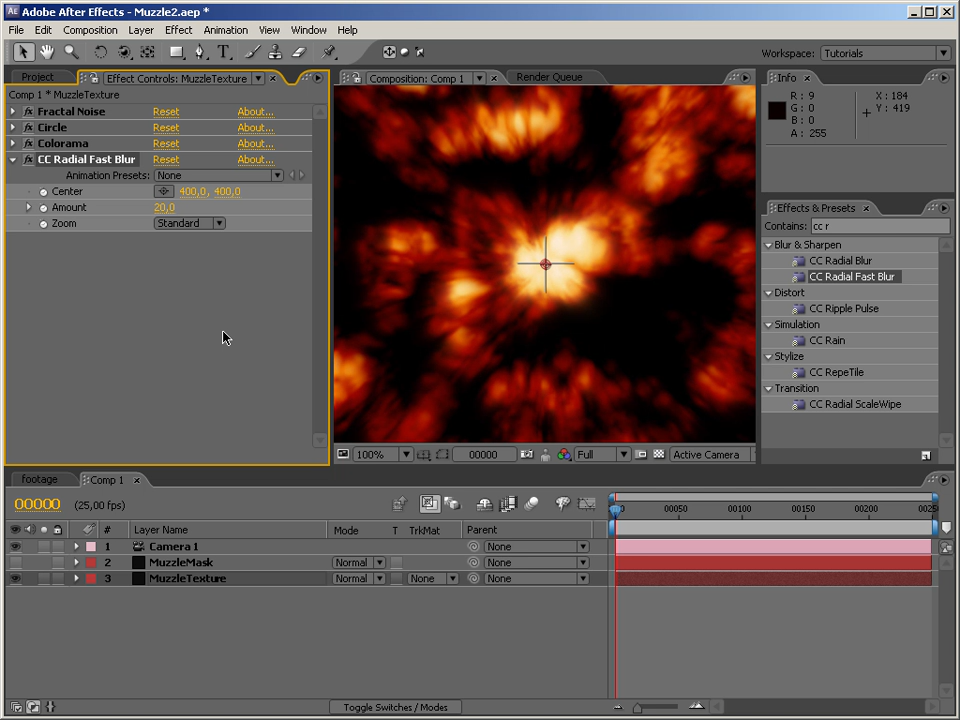 Adobe After Effects - Muzzle2.aep *
File Edit Composition Layer Effect Animation View Window Help
Workspace: Tutorials
Project Effect Controls: MuzzleTexture
Comp 1 * MuzzleTexture
Fractal Noise Reset About...
Circle Reset About...
Colorama Reset About...
CC Radial Fast Blur Reset About...
Animation Presets: None
Center 400,0, 400,0
Amount 20,0
Zoom Standard
Composition: Comp 1 Render Queue
100% 00000 Full Active Camera
Info
R: 9 X: 184
G: 0 Y: 419
B: 0
A: 255
Effects & Presets
Contains: cc r
Blur & Sharpen
CC Radial Blur
CC Radial Fast Blur
Distort
CC Ripple Pulse
Simulation
CC Rain
Stylize
CC RepeTile
Transition
CC Radial ScaleWipe
footage Comp 1
00000 (25,00 fps)
00050 00100 00150 00200
# Layer Name Mode T TrkMat Parent
1 Camera 1 None
2 MuzzleMask Normal None
3 MuzzleTexture Normal None None
Toggle Switches / Modes